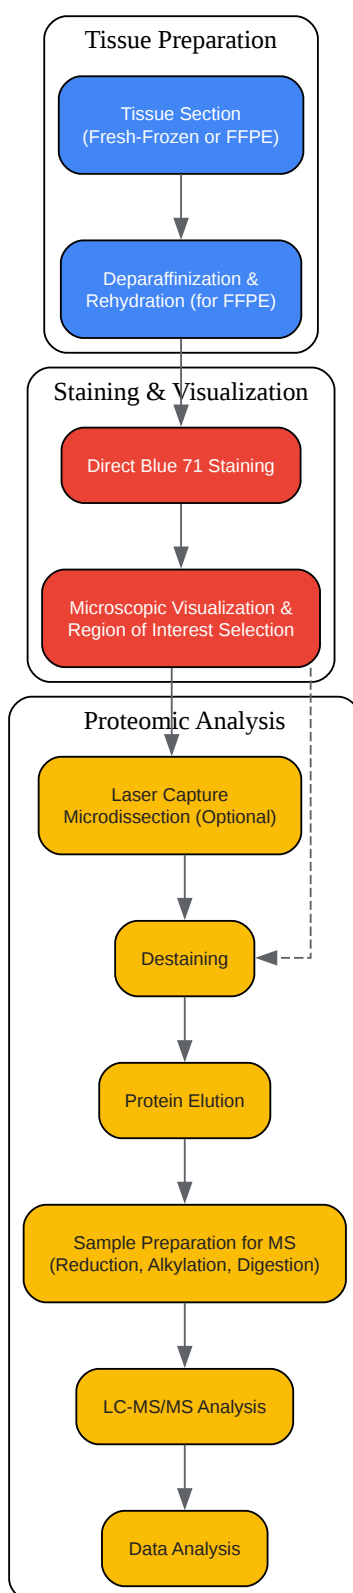 Tissue Preparation
Tissue Section
(Fresh-Frozen or FFPE)
Deparaffinization &
Rehydration (for FFPE)
Staining & Visualization
Direct Blue 71 Staining
Microscopic Visualization &
Region of Interest Selection
Proteomic Analysis
Laser Capture
Microdissection (Optional)
Destaining
Protein Elution
Sample Preparation for MS
(Reduction, Alkylation, Digestion)
LC-MS/MS Analysis
Data Analysis